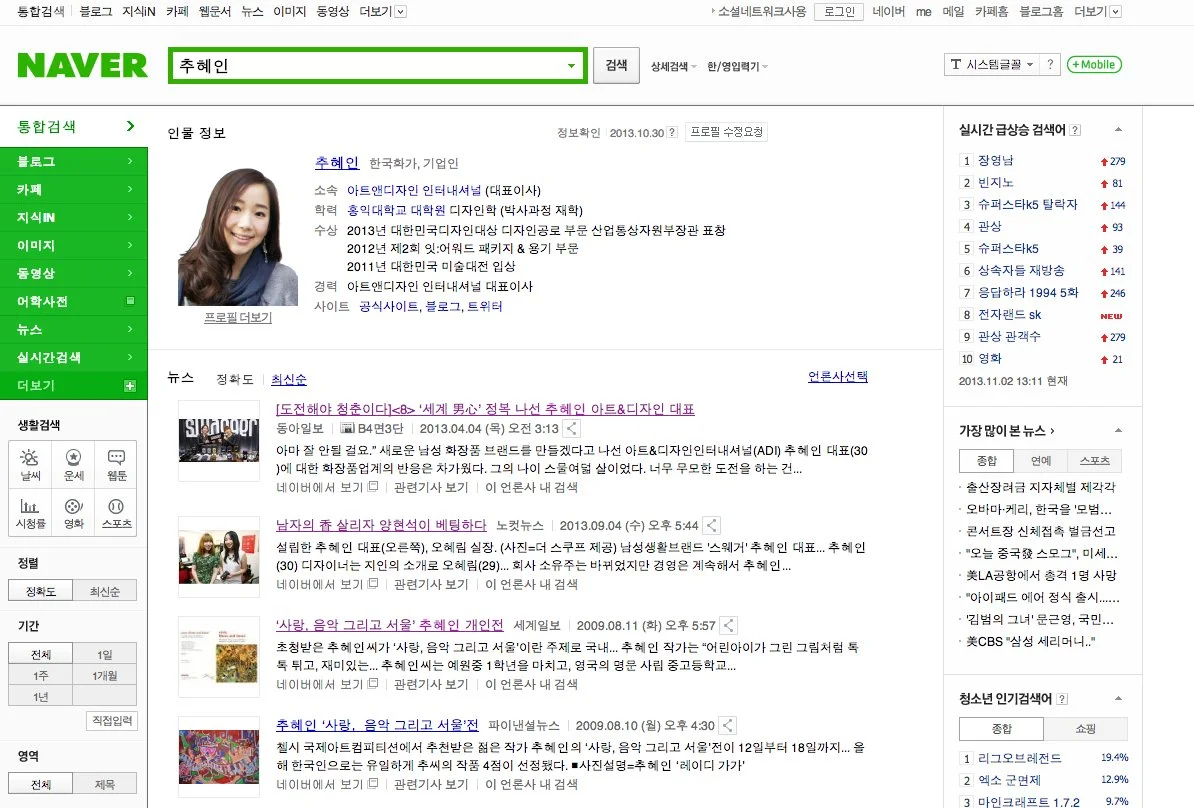 통합검색 블로그 지식iN 카페 웹문서 뉴스 이미지 동영상 더보기
소셜네트워크사용 로그인 네이버 me 메일 카페홈 블로그홈 더보기
NAVER 추혜인 검색 상세검색 한/영입력기
T 시스템글꼴 ? +Mobile
통합검색
블로그
카페
지식iN
이미지
동영상
어학사전
뉴스
실시간검색
더보기
생활검색
날씨 운세 웹툰
시청률 영화 스포츠
정렬
정확도 최신순
기간
전체 1일
1주 1개월
1년
직접입력
영역
전체 제목
인물 정보 정보확인 2013.10.30 ? 프로필 수정요청
추혜인 한국화가, 기업인
소속 아트앤디자인 인터내셔널 (대표이사)
학력 홍익대학교 대학원 디자인학 (박사과정 재학)
수상 2013년 대한민국디자인대상 디자인공로 부문 산업통상자원부장관 표창
2012년 제2회 잇:어워드 패키지 & 용기 부문
2011년 대한민국 미술대전 입상
경력 아트앤디자인 인터내셔널 대표이사
사이트 공식사이트, 블로그, 트위터
프로필 더보기
뉴스 정확도 최신순 언론사선택
[도전해야 청춘이다]<8> ‘세계 男心’ 정복 나선 추혜인 아트&디자인 대표
동아일보 B4면3단 2013.04.04 (목) 오전 3:13
아마 잘 안될 걸요.” 새로운 남성 화장품 브랜드를 만들겠다고 나선 아트&디자인인터내셔널(ADI) 추혜인 대표(30
)에 대한 화장품업계의 반응은 차가웠다. 그의 나이 스물여덟 살이었다. 너무 무모한 도전을 하는 건...
네이버에서 보기 관련기사 보기 이 언론사 내 검색
남자의 香 살리자 양현석이 베팅하다 노컷뉴스 2013.09.04 (수) 오후 5:44
설립한 추혜인 대표(오른쪽), 오혜림 실장. (사진=더 스쿠프 제공) 남성생활브랜드 '스웨거' 추혜인 대표... 추혜인
(30) 디자이너는 지인의 소개로 오혜림(29)... 회사 소유주는 바뀌었지만 경영은 계속해서 추혜인...
네이버에서 보기 관련기사 보기 이 언론사 내 검색
‘사랑, 음악 그리고 서울’ 추혜인 개인전 세계일보 2009.08.11 (화) 오후 5:57
초청받은 추혜인씨가 ‘사랑, 음악 그리고 서울’이란 주제로 국내... 추혜인 작가는 “어린아이가 그린 그림처럼 톡
톡 튀고, 재미있는... 추혜인씨는 예원중 1학년을 마치고, 영국의 명문 사립 중고등학교...
네이버에서 보기 관련기사 보기 이 언론사 내 검색
추혜인 ‘사랑, 음악 그리고 서울’전 파이낸셜뉴스 2009.08.10 (월) 오후 4:30
첼시 국제아트컴피티션에서 추천받은 젊은 작가 추혜인의 ‘사랑, 음악 그리고 서울’전이 12일부터 18일까지... 올
해 한국인으로는 유일하게 추씨의 작품 4점이 선정됐다. ■사진설명=추혜인 ‘레이디 가가’
네이버에서 보기 관련기사 보기 이 언론사 내 검색
실시간 급상승 검색어 ?
1 장영남 279
2 빈지노 81
3 슈퍼스타k5 탈락자 144
4 관상 93
5 슈퍼스타k5 39
6 상속자들 재방송 141
7 응답하라 1994 5화 246
8 전자랜드 sk NEW
9 관상 관객수 279
10 영화 21
2013.11.02 13:11 현재
가장 많이 본 뉴스
종합 연예 스포츠
출산장려금 지자체별 제각각
오바마·케리, 한국을 '모범...
콘서트장 신체접촉 벌금선고
"오늘 중국發 스모그", 미세...
美LA공항에서 총격 1명 사망
"아이패드 에어 정식 출시......
'김범의 그녀' 문근영, 국민...
美CBS "삼성 세리머니.."
청소년 인기검색어 ?
종합 쇼핑
1 리그오브레전드 19.4%
2 엑소 군면제 12.9%
3 마인크래프트 1.7.2 9.7%